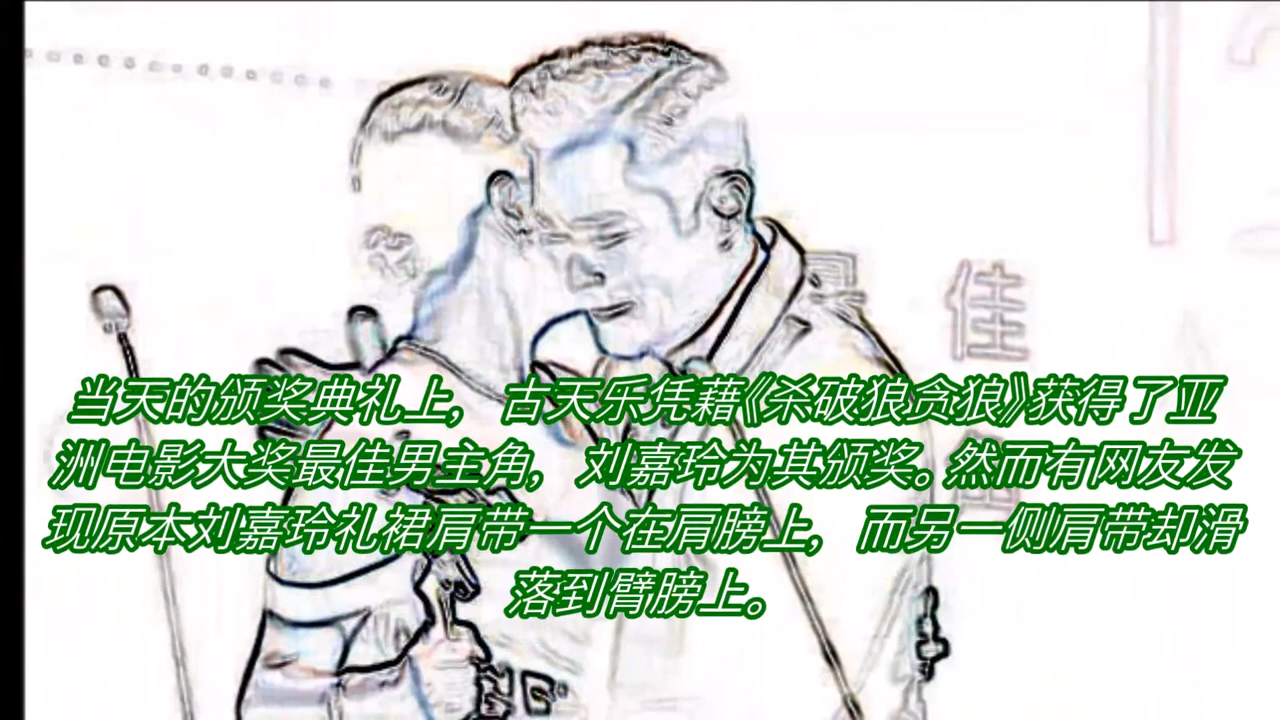 最佳
当天的颁奖典礼上，古天乐凭藉《杀破狼贪狼》获得了亚
洲电影大奖最佳男主角，刘嘉玲为其颁奖。然而有网友发
现原本刘嘉玲礼裙肩带一个在肩膀上，而另一侧肩带却滑
落到臂膀上。